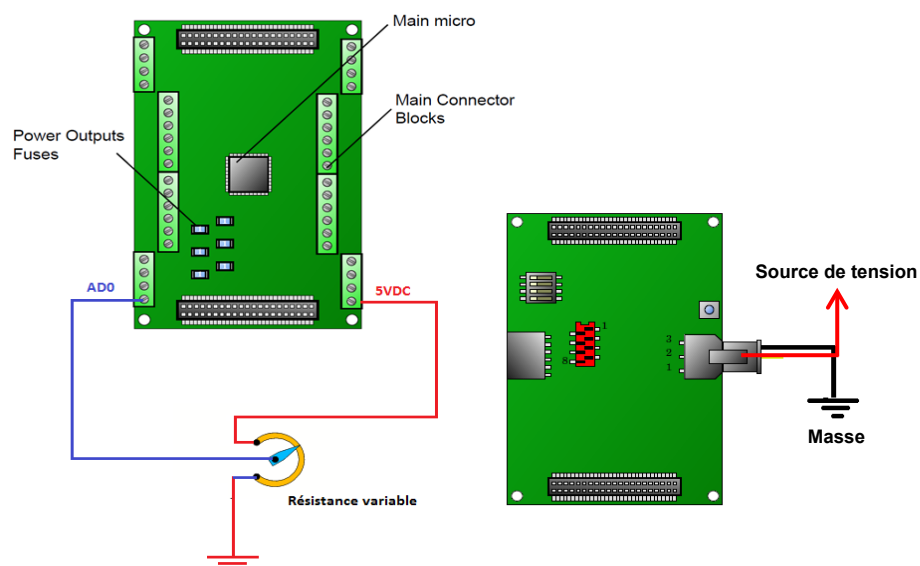 Main micro
Main Connector
Blocks
Power Outputs
Fuses
AD0
5VDC
Résistance variable
Source de tension
1
8
3
2
1
Masse